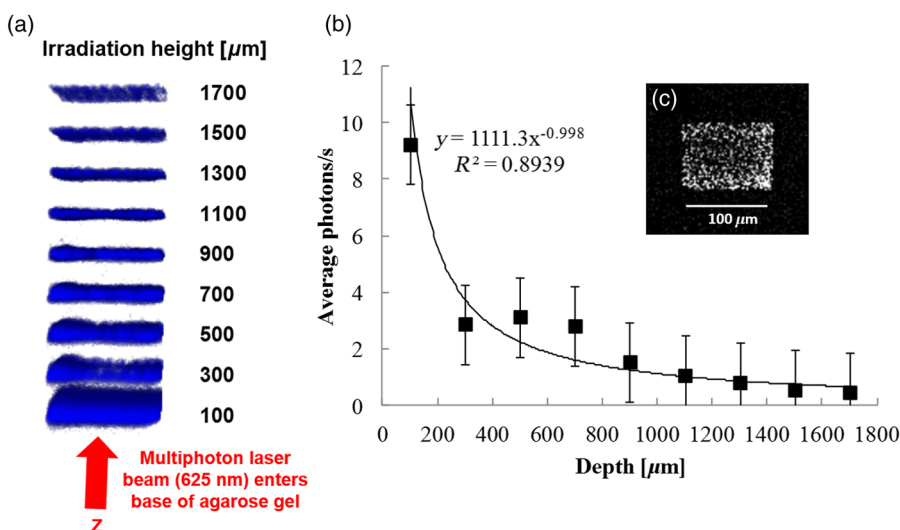 (a)
Irradiation height [µm]
1700
1500
1300
1100
900
700
500
300
100
Multiphoton laser
beam (625 nm) enters
base of agarose gel
Z
(b)
12
10
8
6
4
2
0
Average photons/s
y = 1111.3x^-0.998
R² = 0.8939
0 200 400 600 800 1000 1200 1400 1600 1800
Depth [µm]
(c)
100 µm